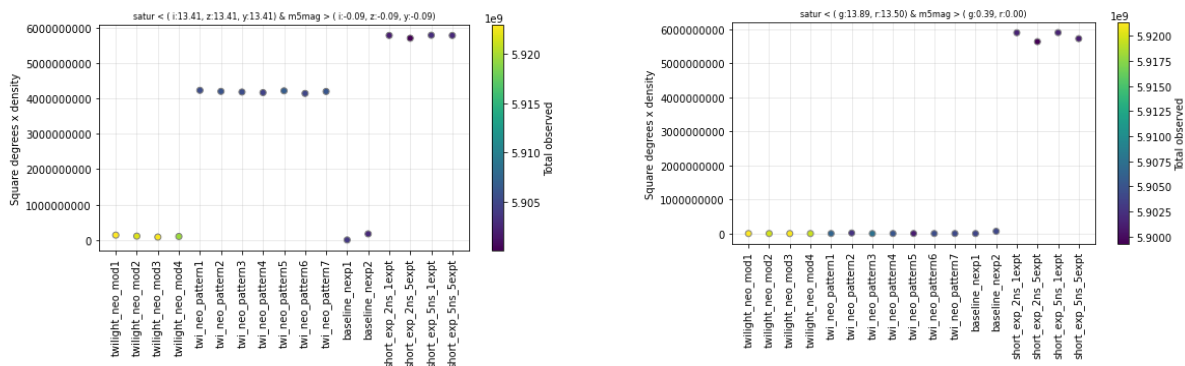 satur < ( i:13.41, z:13.41, y:13.41) & m5mag > ( i:-0.09, z:-0.09, y:-0.09)
1e9
6000000000
5000000000
4000000000
3000000000
2000000000
1000000000
0
Square degrees x density
5.920
5.915
5.910
5.905
Total observed
twilight_neo_mod1
twilight_neo_mod2
twilight_neo_mod3
twilight_neo_mod4
twi_neo_pattern1
twi_neo_pattern2
twi_neo_pattern3
twi_neo_pattern4
twi_neo_pattern5
twi_neo_pattern6
twi_neo_pattern7
baseline_nexp1
baseline_nexp2
short_exp_2ns_1expt
short_exp_2ns_5expt
short_exp_5ns_1expt
short_exp_5ns_5expt
satur < ( g:13.89, r:13.50) & m5mag > ( g:0.39, r:0.00)
1e9
6000000000
5000000000
4000000000
3000000000
2000000000
1000000000
0
Square degrees x density
5.9200
5.9175
5.9150
5.9125
5.9100
5.9075
5.9050
5.9025
5.9000
Total observed
twilight_neo_mod1
twilight_neo_mod2
twilight_neo_mod3
twilight_neo_mod4
twi_neo_pattern1
twi_neo_pattern2
twi_neo_pattern3
twi_neo_pattern4
twi_neo_pattern5
twi_neo_pattern6
twi_neo_pattern7
baseline_nexp1
baseline_nexp2
short_exp_2ns_1expt
short_exp_2ns_5expt
short_exp_5ns_1expt
short_exp_5ns_5expt